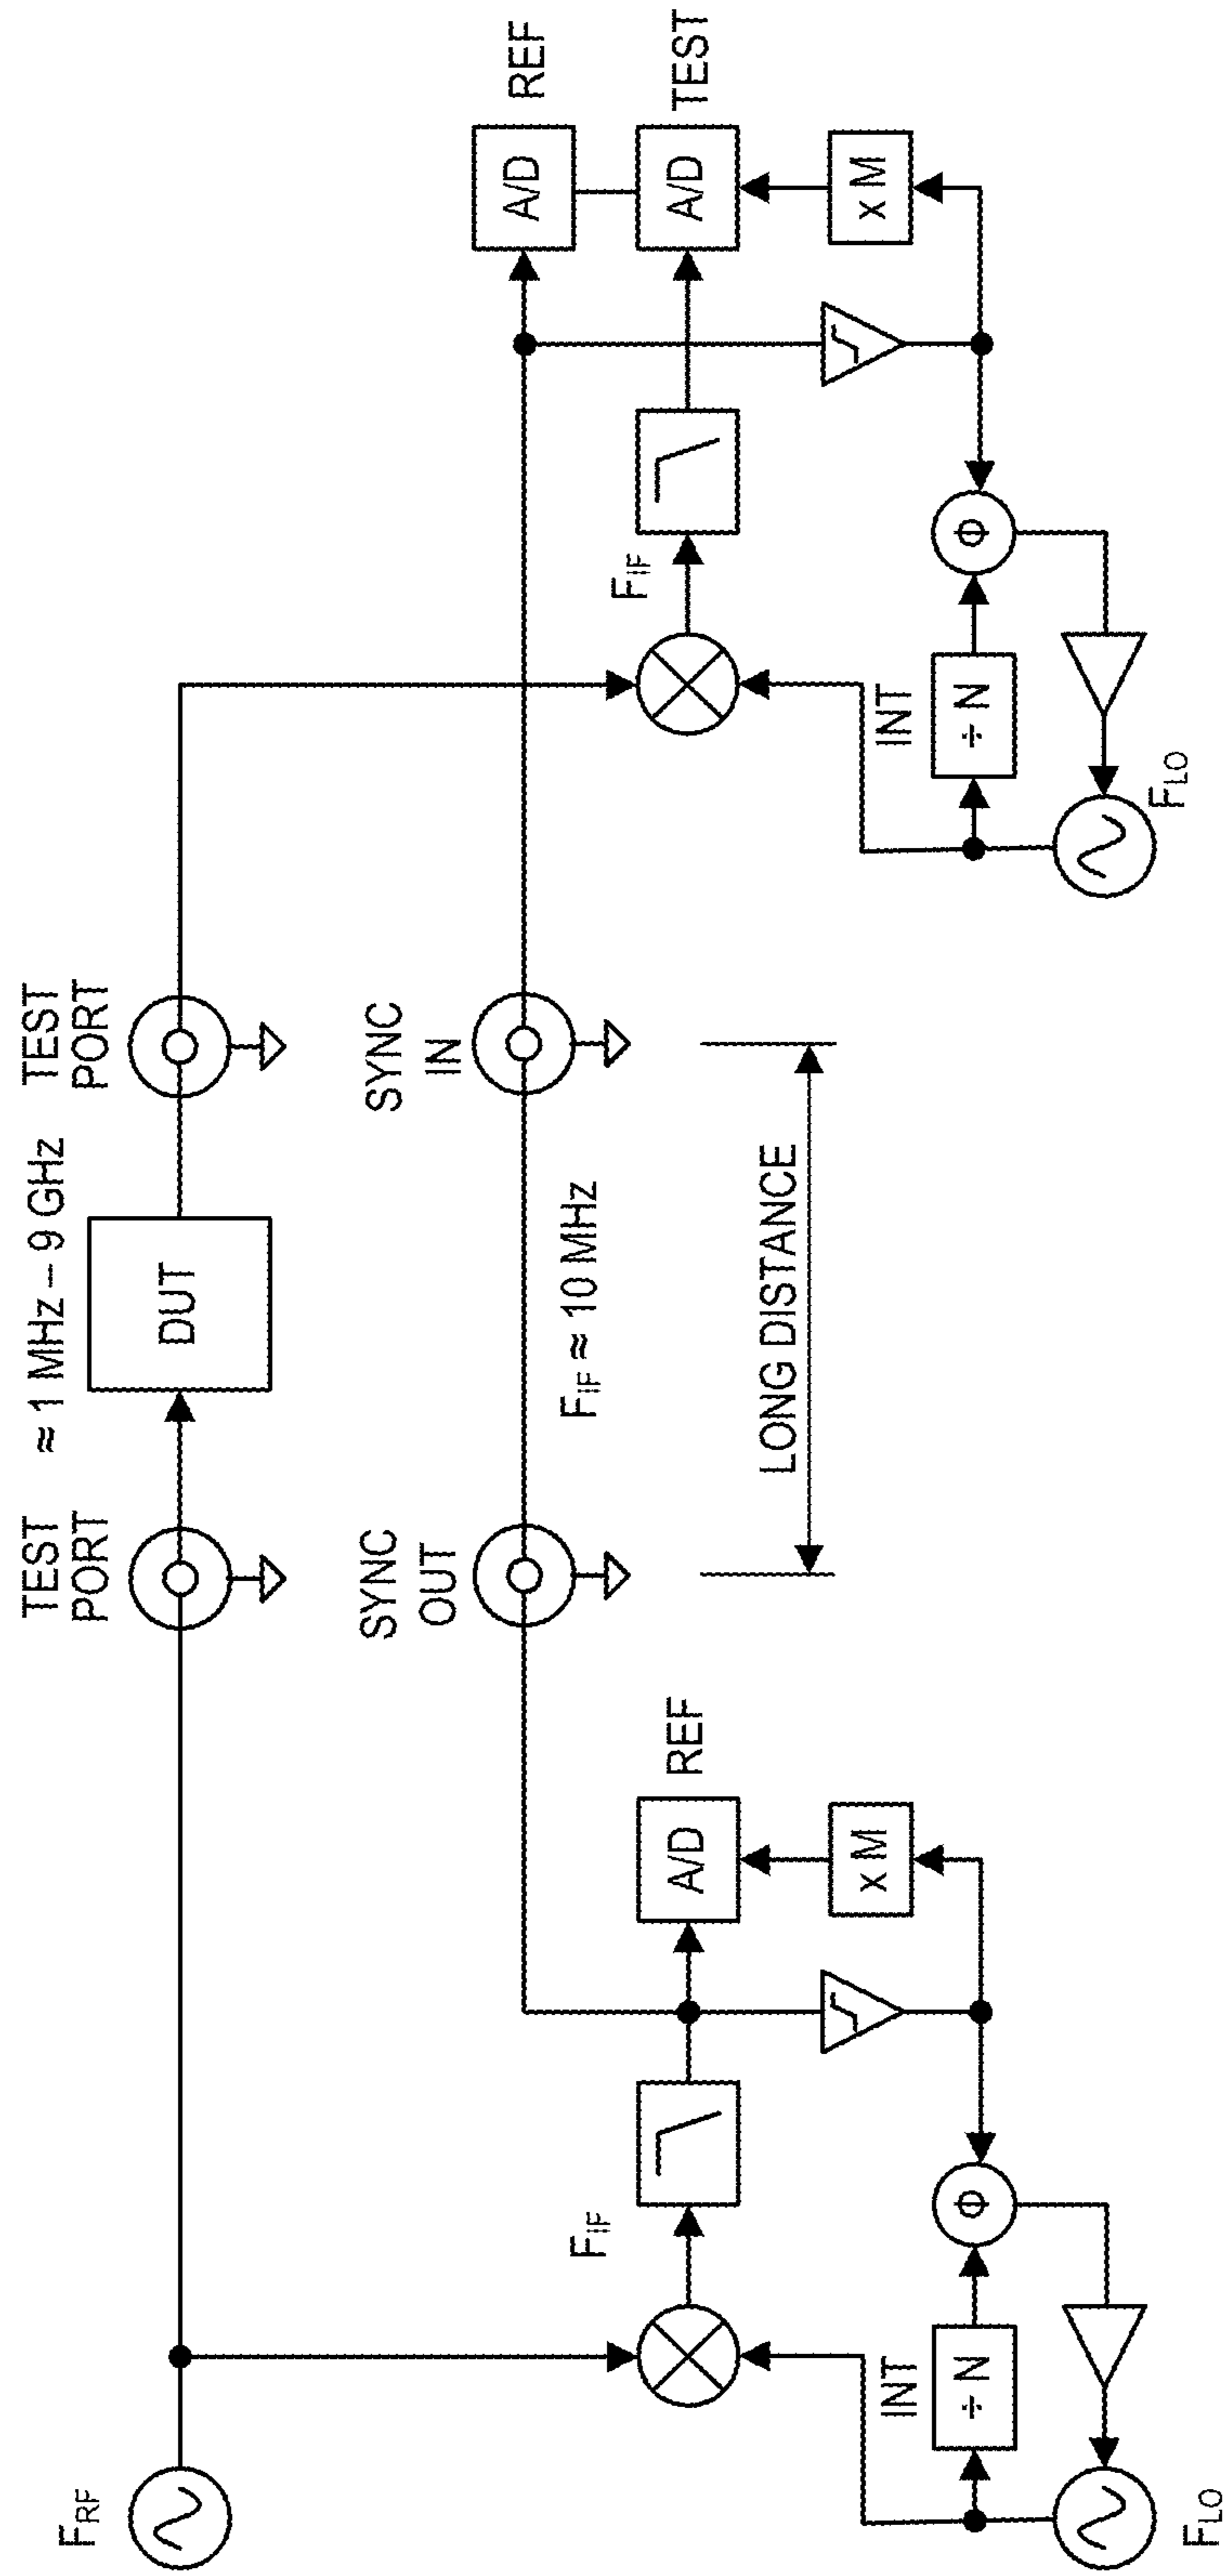 F_RF
TEST
PORT
≈ 1 MHz – 9 GHz
DUT
TEST
PORT
SYNC
OUT
F_IF ≈ 10 MHz
SYNC
IN
LONG DISTANCE
F_IF
A/D
REF
x M
INT
÷ N
Φ
F_LO
F_IF
A/D
REF
A/D
TEST
x M
INT
÷ N
Φ
F_LO